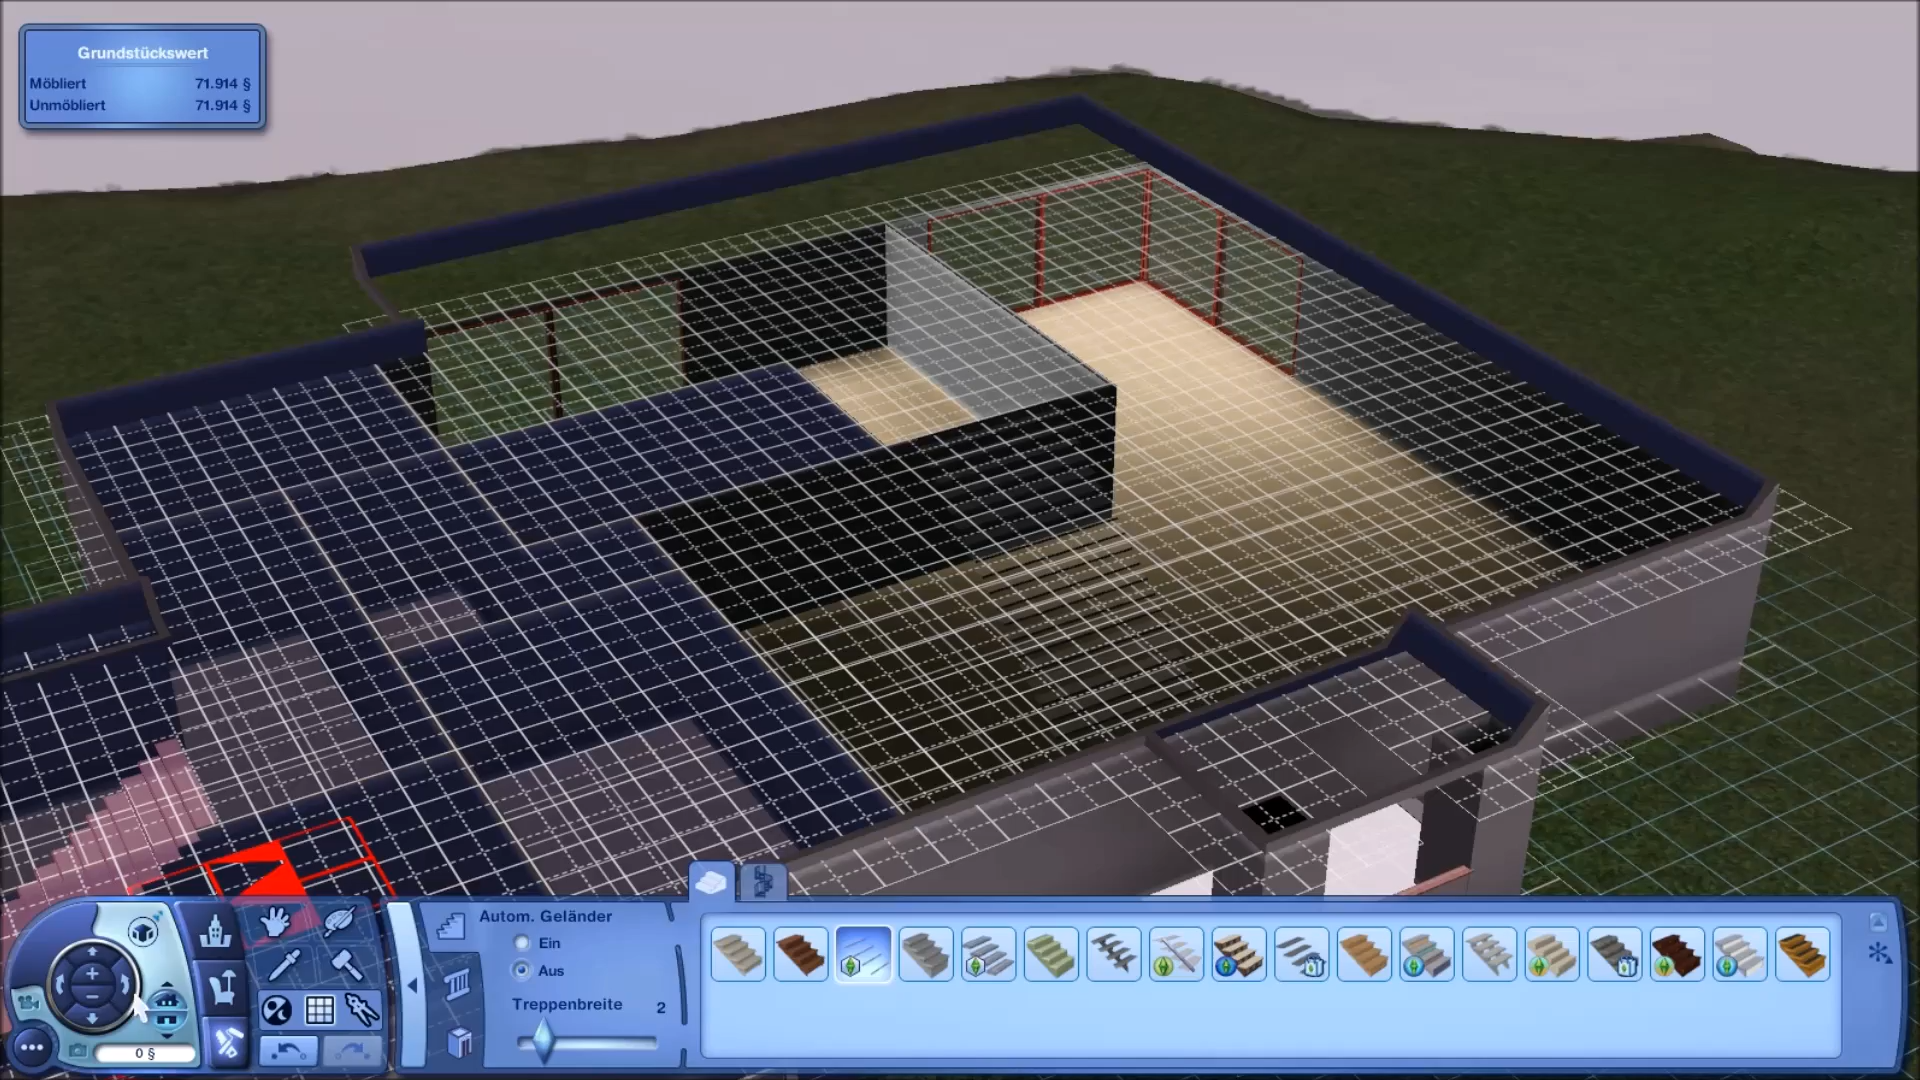 Grundstückswert
Möbliert 71.914 §
Unmöbliert 71.914 §
Autom. Geländer
Ein
Aus
Treppenbreite 2
0 §